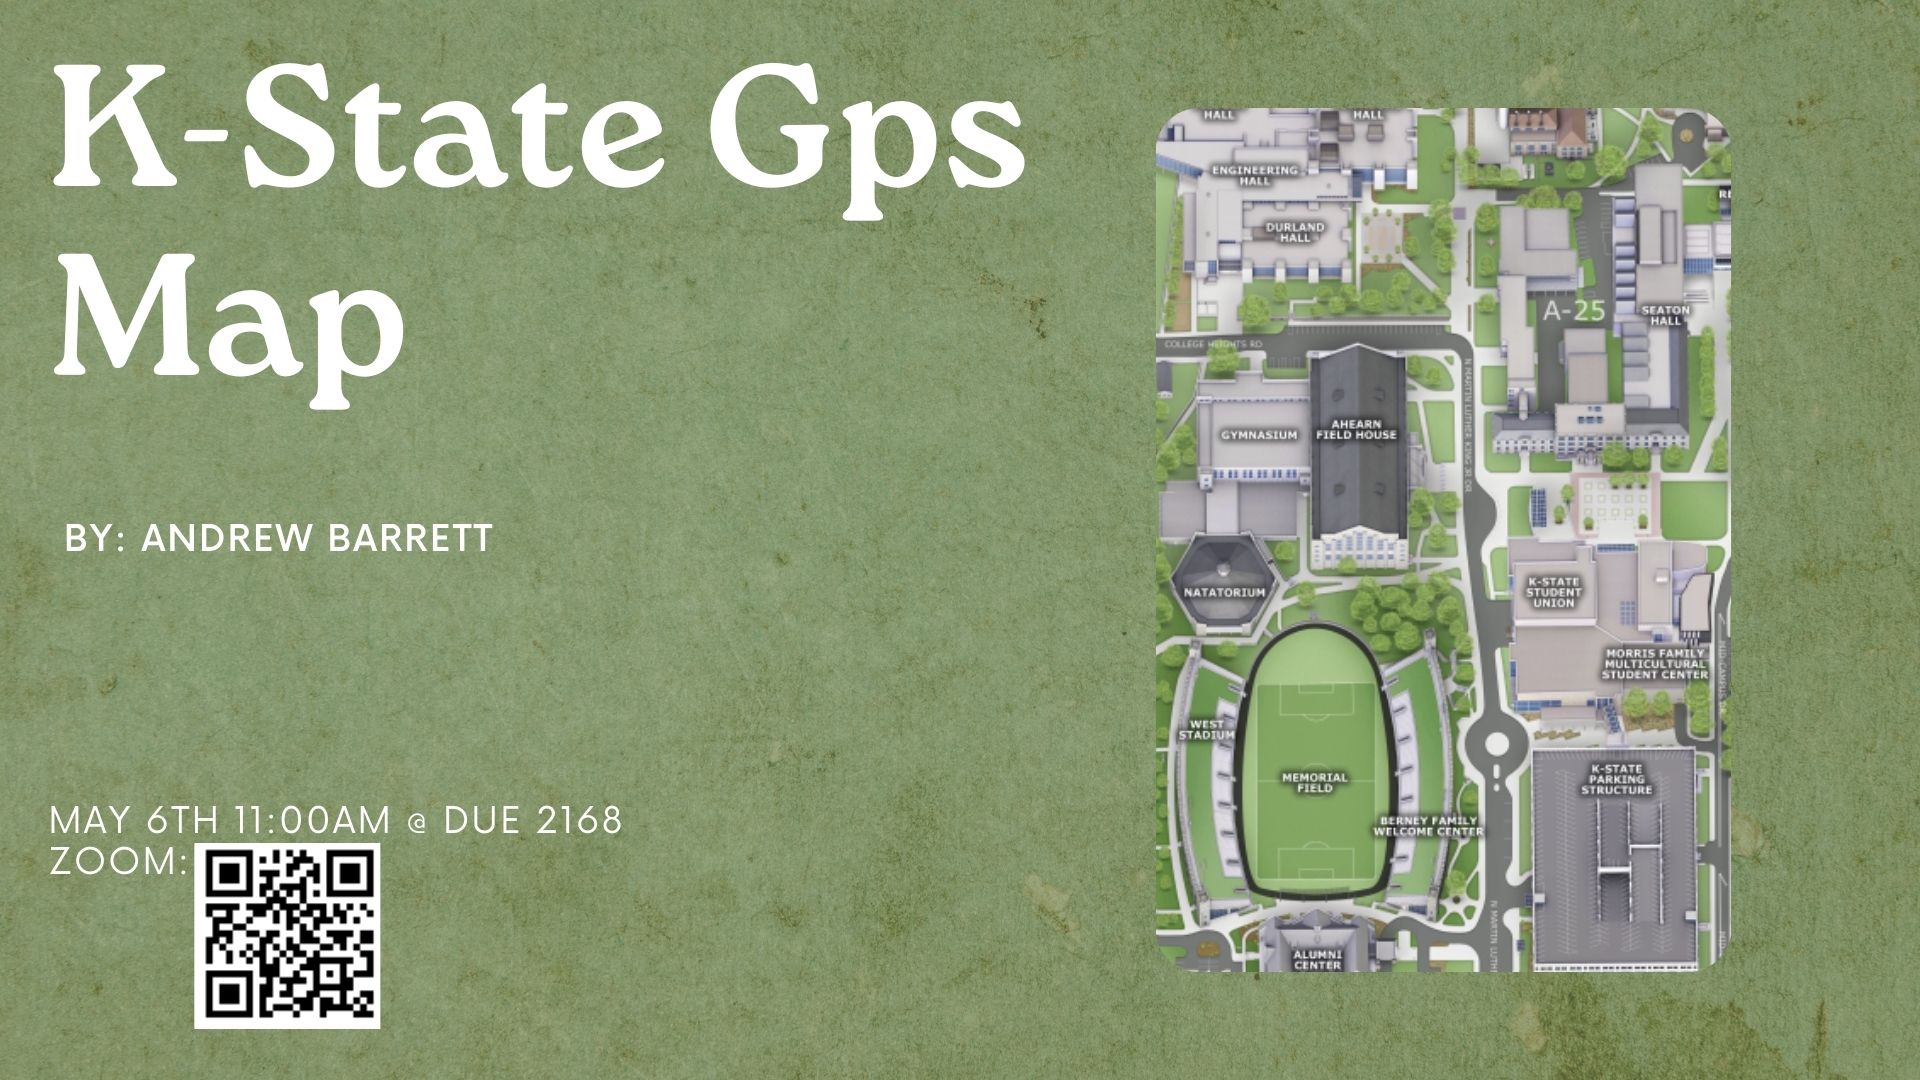 K-State Gps
Map
BY: ANDREW BARRETT
MAY 6TH 11:00AM @ DUE 2168
ZOOM:
HALL
HALL
ENGINEERING
HALL
DURLAND
HALL
A-25
SEATON
HALL
COLLEGE HEIGHTS RD
N MARTIN LUTHER KING JR DR
GYMNASIUM
AHEARN
FIELD HOUSE
NATATORIUM
K-STATE
STUDENT
UNION
MORRIS FAMILY
MULTICULTURAL
STUDENT CENTER
WEST
STADIUM
MEMORIAL
FIELD
K-STATE
PARKING
STRUCTURE
BERNEY FAMILY
WELCOME CENTER
ALUMNI
CENTER
N MARTIN LUTH